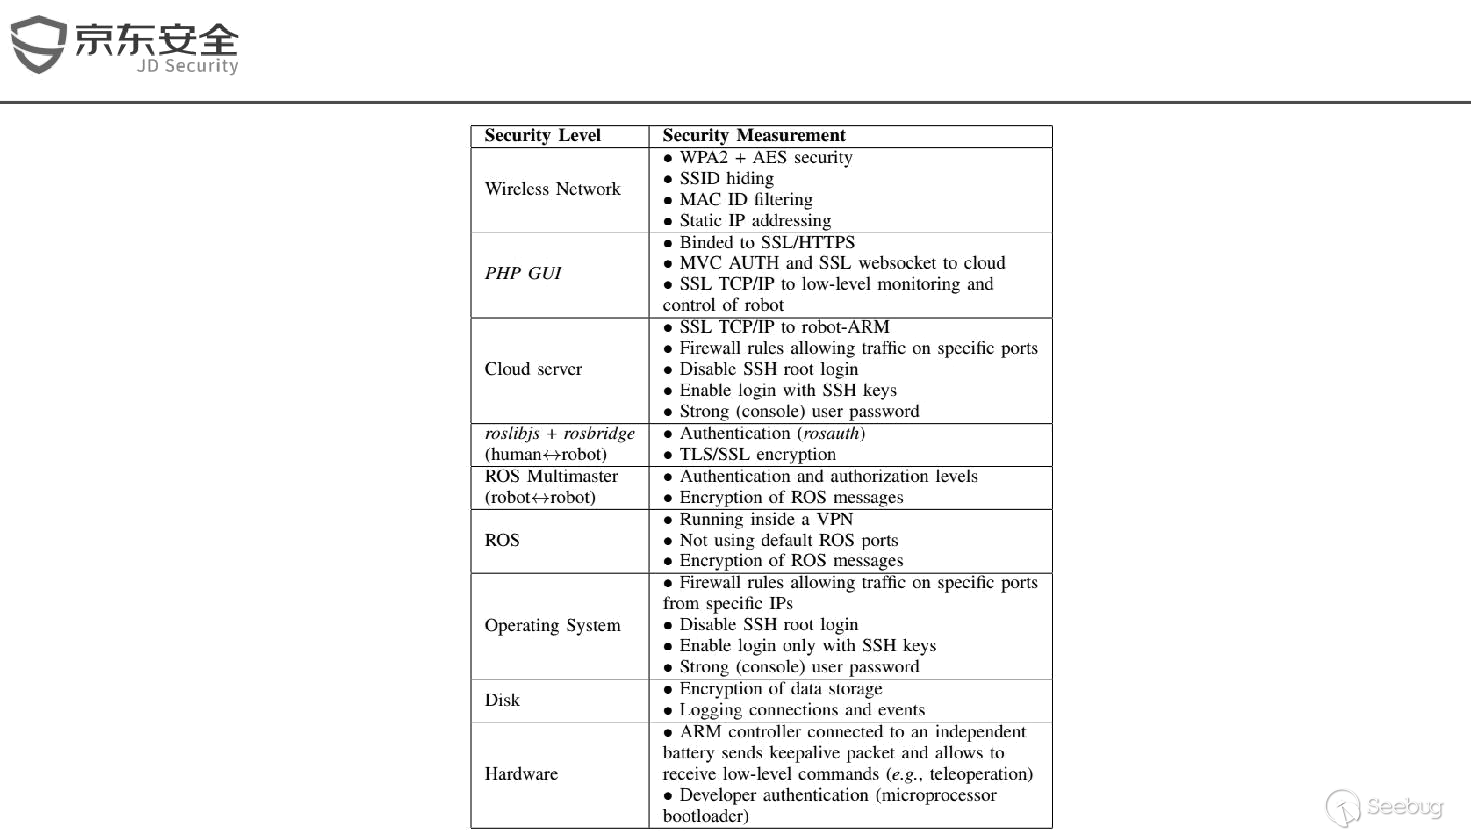 京东安全
JD Security
Security Level Security Measurement
Wireless Network
● WPA2 + AES security
● SSID hiding
● MAC ID filtering
● Static IP addressing
PHP GUI
● Binded to SSL/HTTPS
● MVC AUTH and SSL websocket to cloud
● SSL TCP/IP to low-level monitoring and
control of robot
Cloud server
● SSL TCP/IP to robot-ARM
● Firewall rules allowing traffic on specific ports
● Disable SSH root login
● Enable login with SSH keys
● Strong (console) user password
roslibjs + rosbridge
(human↔robot)
● Authentication (rosauth)
● TLS/SSL encryption
ROS Multimaster
(robot↔robot)
● Authentication and authorization levels
● Encryption of ROS messages
ROS
● Running inside a VPN
● Not using default ROS ports
● Encryption of ROS messages
Operating System
● Firewall rules allowing traffic on specific ports
from specific IPs
● Disable SSH root login
● Enable login only with SSH keys
● Strong (console) user password
Disk
● Encryption of data storage
● Logging connections and events
Hardware
● ARM controller connected to an independent
battery sends keepalive packet and allows to
receive low-level commands (e.g., teleoperation)
● Developer authentication (microprocessor
bootloader)
Seebug